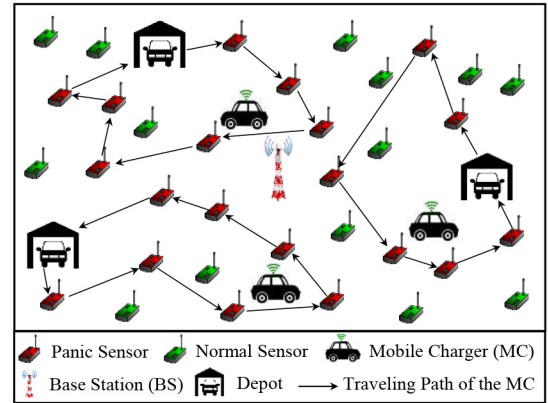 Panic Sensor Normal Sensor Mobile Charger (MC)
Base Station (BS) Depot Traveling Path of the MC